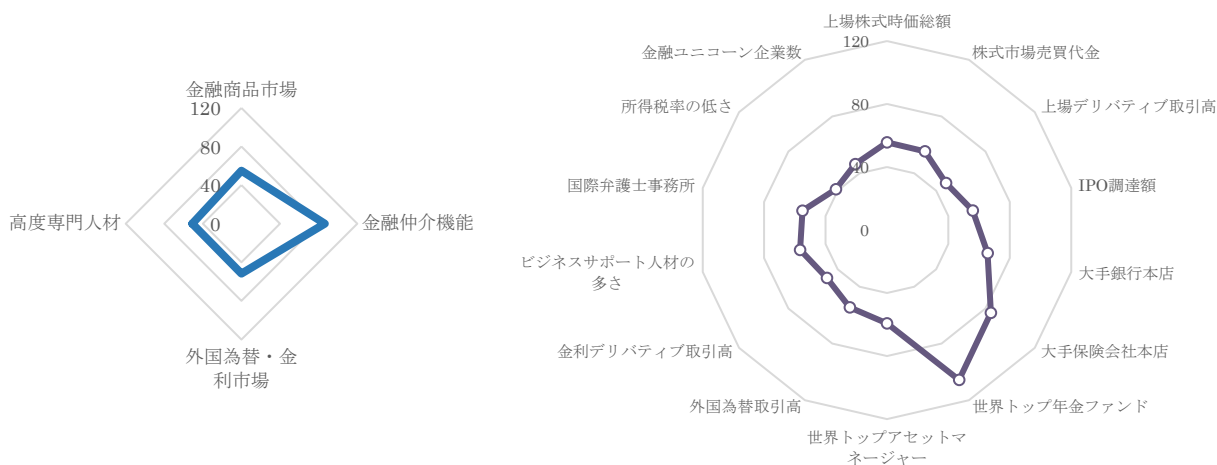 金融商品市場
120
80
40
0
高度専門人材
金融仲介機能
外国為替・金
利市場
上場株式時価総額
120
80
40
0
金融ユニコーン企業数
株式市場売買代金
所得税率の低さ
上場デリバティブ取引高
国際弁護士事務所
IPO調達額
ビジネスサポート人材の
多さ
大手銀行本店
金利デリバティブ取引高
大手保険会社本店
外国為替取引高
世界トップ年金ファンド
世界トップアセットマ
ネージャー